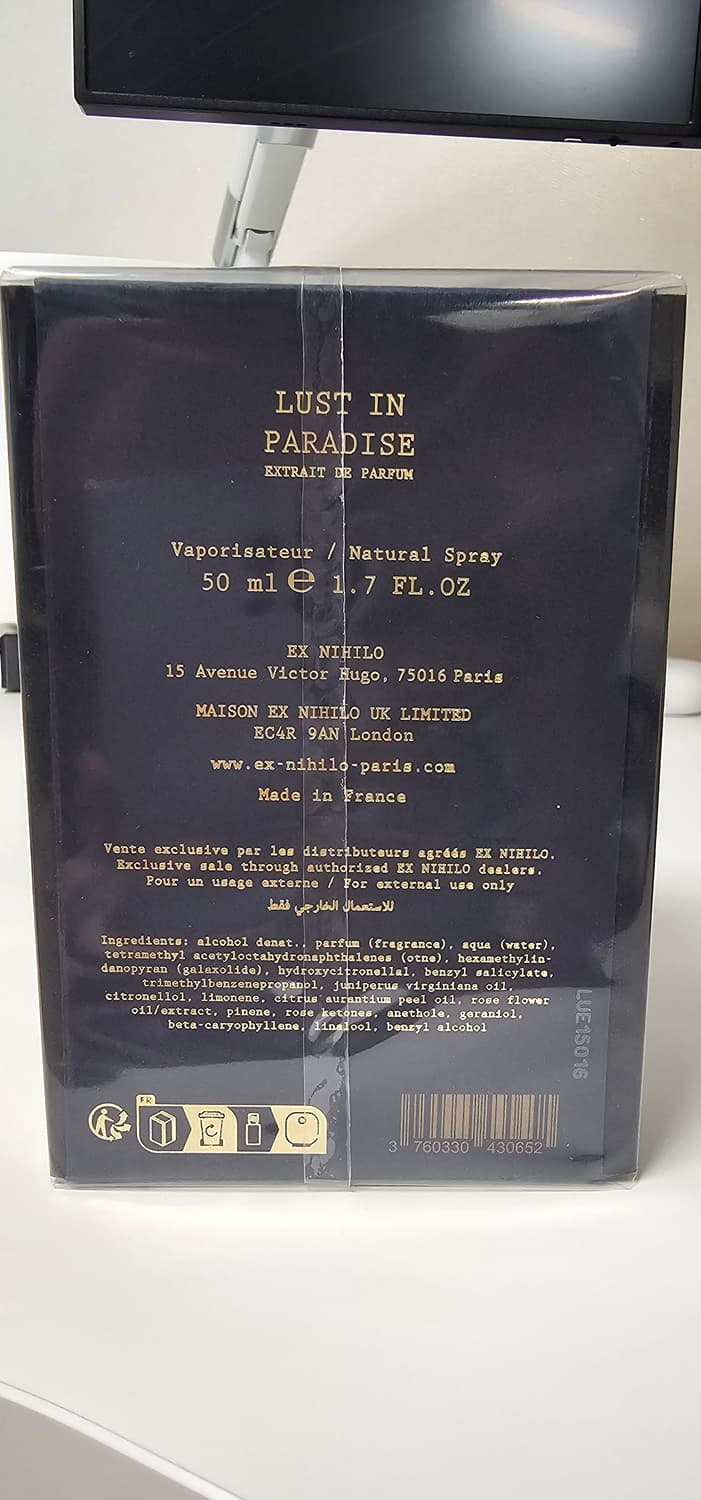 LUST IN
PARADISE
EXTRAIT DE PARFUM
Vaporisateur / Natural Spray
50 ml ℮ 1.7 FL.OZ
EX NIHILO
15 Avenue Victor Hugo, 75016 Paris
MAISON EX NIHILO UK LIMITED
EC4R 9AN London
www.ex-nihilo-paris.com
Made in France
Vente exclusive par les distributeurs agréés EX NIHILO.
Exclusive sale through authorized EX NIHILO dealers.
Pour un usage externe / For external use only
للاستعمال الخارجي فقط
Ingredients: alcohol denat., parfum (fragrance), aqua (water),
tetramethyl acetyloctahydronaphthalenes (otne), hexamethylin-
danopyran (galaxolide), hydroxycitronellal, benzyl salicylate,
trimethylbenzenepropanol, juniperus virginiana oil,
citronellol, limonene, citrus aurantium peel oil, rose flower
oil/extract, pinene, rose ketones, anethole, geraniol,
beta-caryophyllene, linalool, benzyl alcohol
LUE15016
FR
3 760330 430652